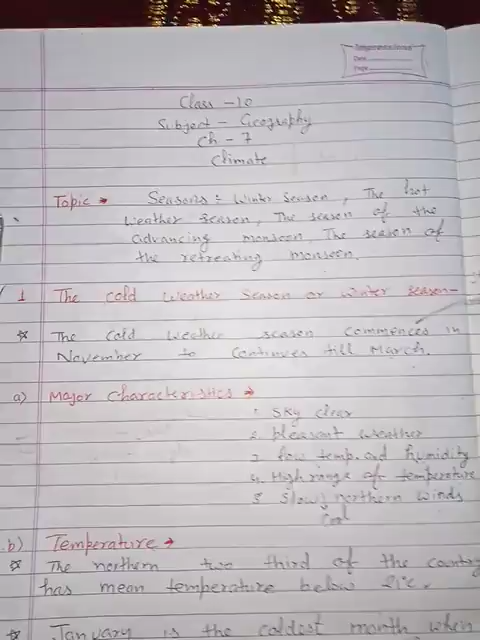 Date
Page
Class - 10
Subject - Geography
Ch - 7
Climate
Topic → Seasons :- Winter season, The hot
weather season, The season of the
advancing monsoon, The season of
the retreating monsoon.
1 The cold weather season or winter season-
☆ The cold weather season commences in
November to continues till March.
a) Major characteristics →
1. Sky clear
2. pleasant weather
3 low temp. and humidity
4. High range of temperature
5 Slow, northern winds
Cool
b) Temperature →
☆ The northern two third of the country
has mean temperature below 21°c.
☆ January is the coldest month when